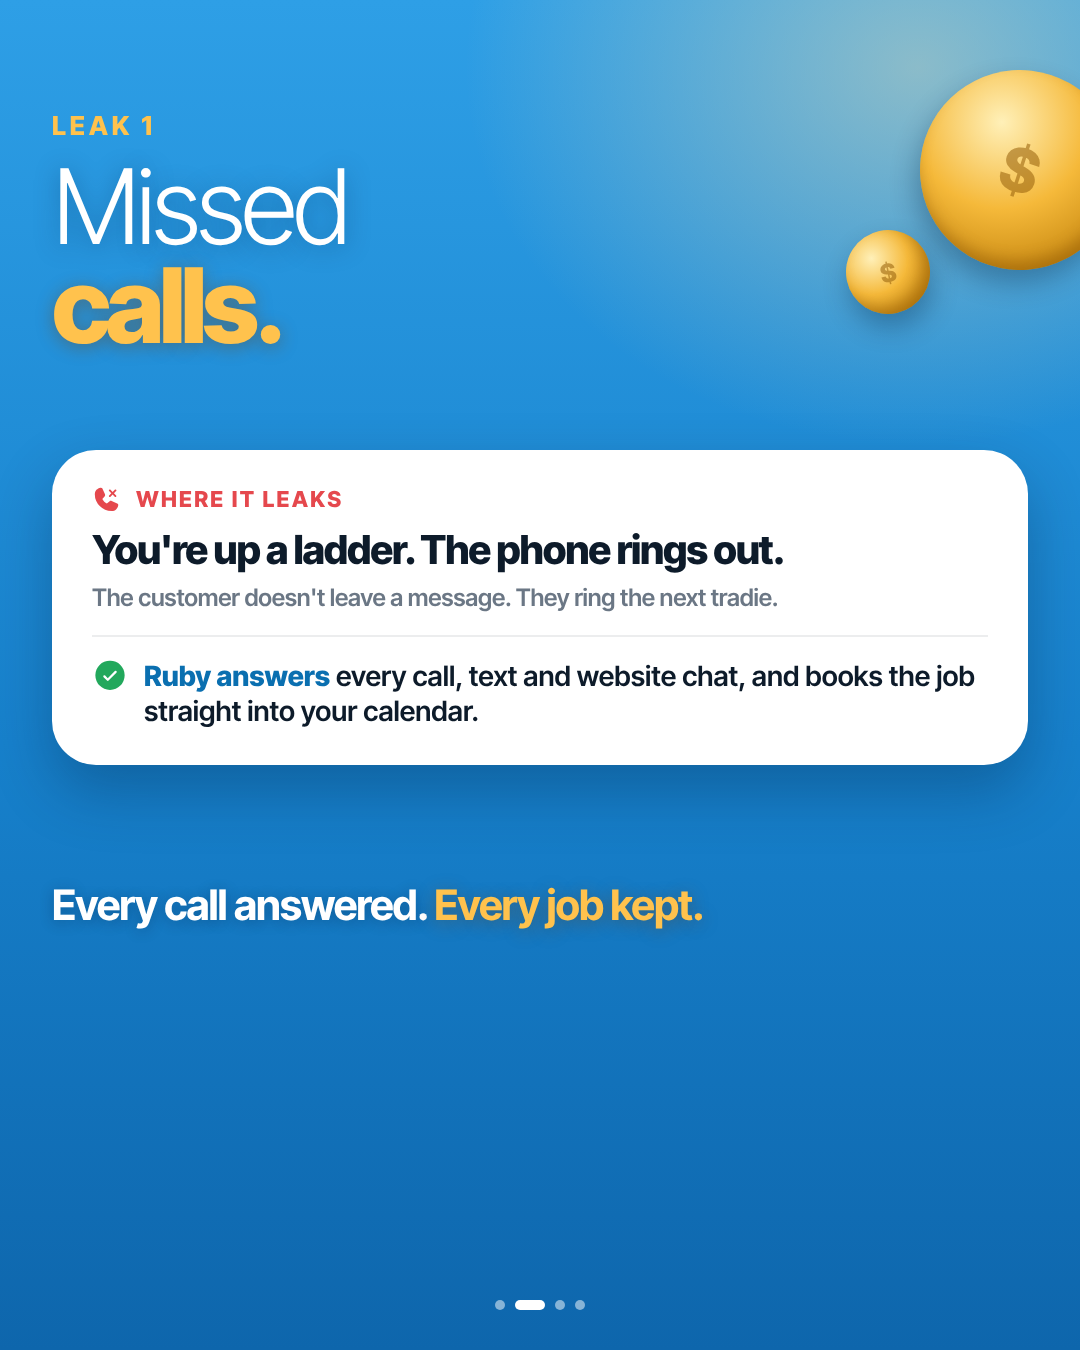 LEAK 1
Missed
calls.
$
$
WHERE IT LEAKS
You're up a ladder. The phone rings out.
The customer doesn't leave a message. They ring the next tradie.
Ruby answers every call, text and website chat, and books the job
straight into your calendar.
Every call answered. Every job kept.